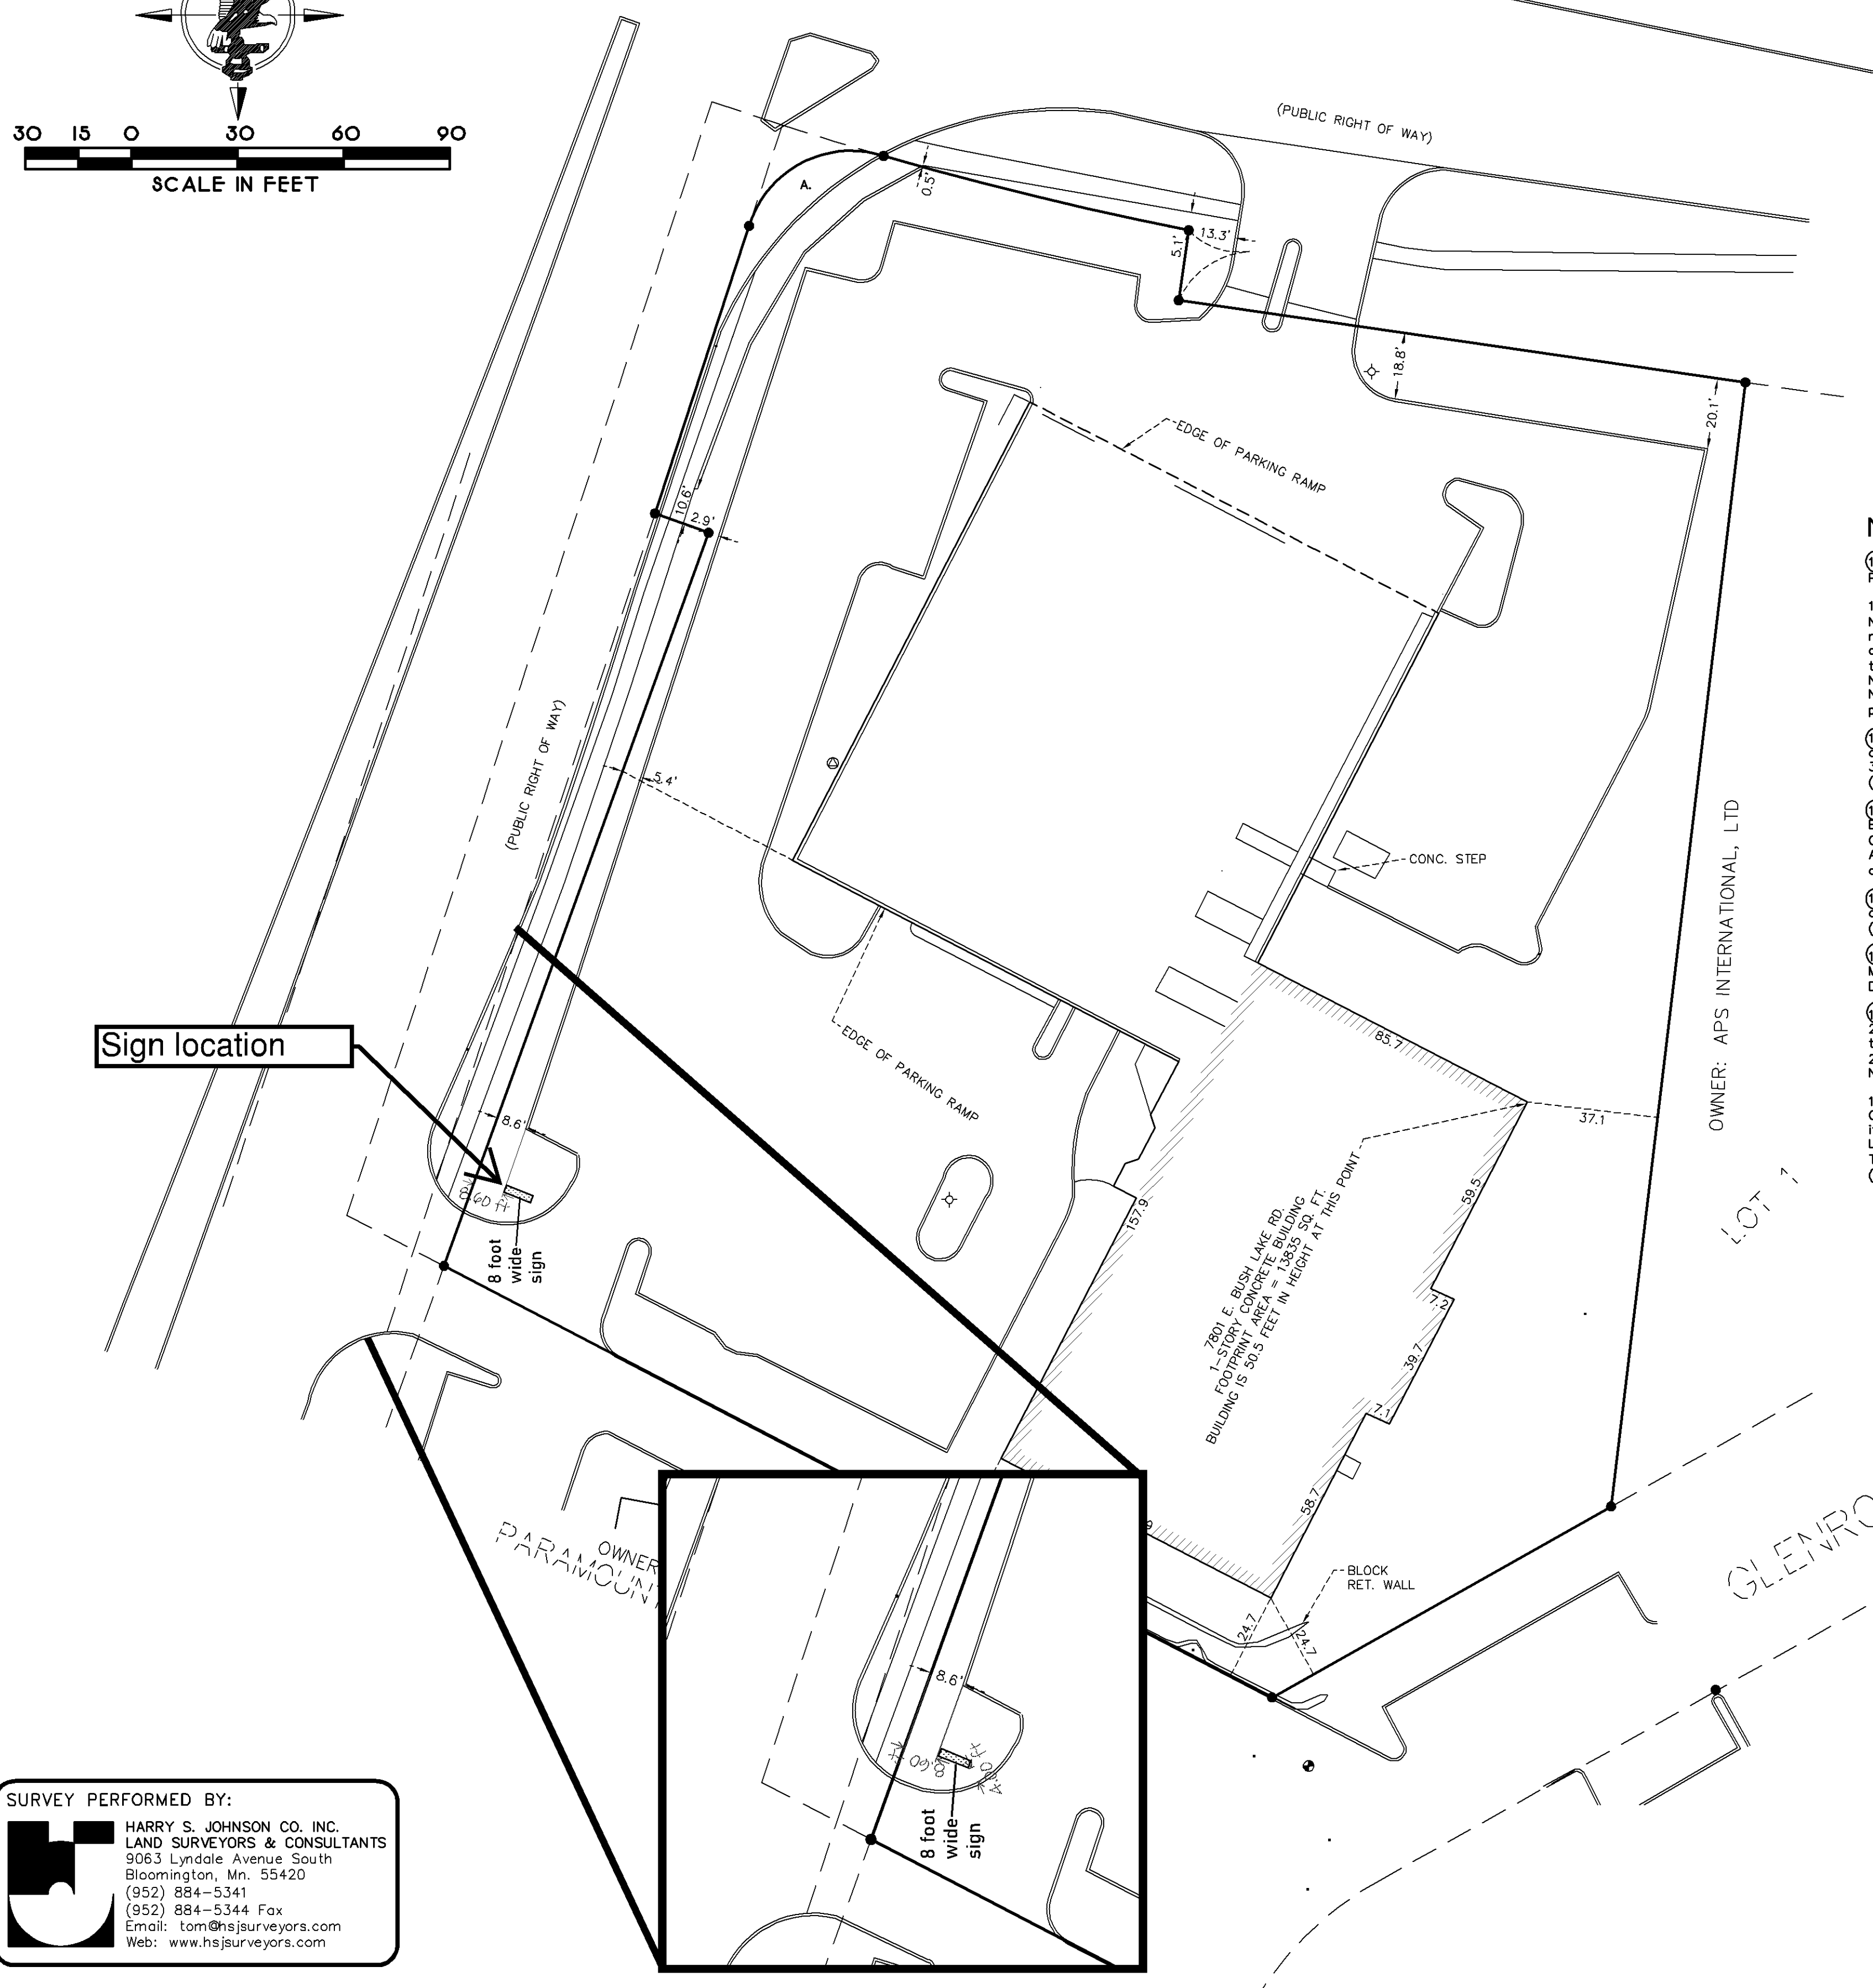 30 15 0 30 60 90
SCALE IN FEET
(PUBLIC RIGHT OF WAY)
A.
0.5'
13.3'
5.1'
18.8'
20.1'
EDGE OF PARKING RAMP
10.6'
2.9'
(PUBLIC RIGHT OF WAY)
5.4'
CONC. STEP
OWNER: APS INTERNATIONAL, LTD
Sign location
EDGE OF PARKING RAMP
85.7
37.1
8.6'
8.60 ft
8 foot
wide
sign
157.9
59.5
7801 E. BUSH LAKE RD.
1-STORY CONCRETE BUILDING
FOOTPRINT AREA = 13835 SQ. FT.
BUILDING IS 50.5 FEET IN HEIGHT AT THIS POINT
LOT 1
7.2
39.7
7.1
58.7
OWNER
PARAMOUNT
9
BLOCK
RET. WALL
24.7
24.7
8.6'
8.60 ft
8 foot
wide
sign
SURVEY PERFORMED BY:
HARRY S. JOHNSON CO. INC.
LAND SURVEYORS & CONSULTANTS
9063 Lyndale Avenue South
Bloomington, Mn. 55420
(952) 884-5341
(952) 884-5344 Fax
Email: tom@hsjsurveyors.com
Web: www.hsjsurveyors.com